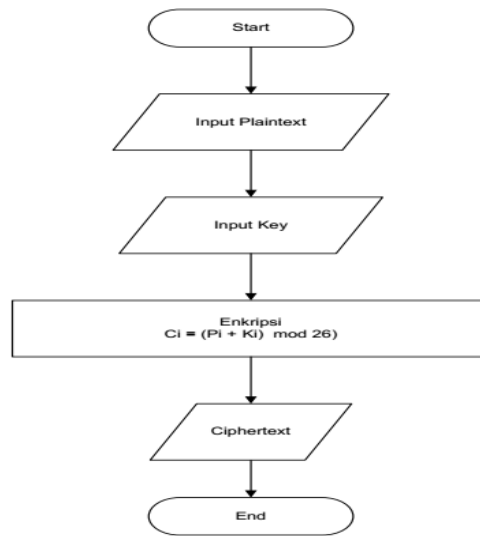 Start
Input Plaintext
Input Key
Enkripsi
Ci = (Pi + Ki)  mod 26)
Ciphertext
End